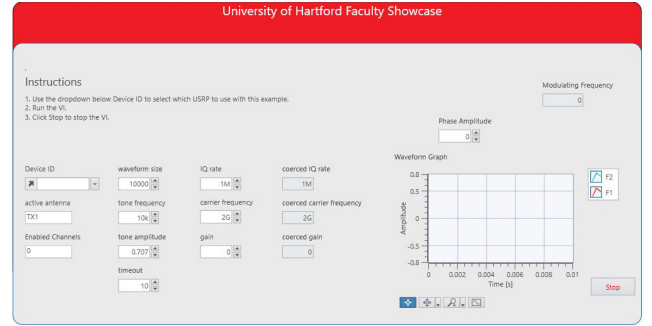 University of Hartford Faculty Showcase
Instructions
1. Use the dropdown below Device ID to select which USRP to use with this example.
2. Run the VI.
3. Click Stop to stop the VI.
Modulating Frequency
0
Phase Amplitude
0
Device ID
waveform size
10000
IQ rate
1M
coerced IQ rate
1M
active antenna
TX1
tone frequency
10k
carrier frequency
2G
coerced carrier frequency
2G
Enabled Channels
0
tone amplitude
0.707
gain
0
coerced gain
0
timeout
10
Waveform Graph
F2
F1
Amplitude
0.8
0.5
0
-0.5
-0.8
0 0.002 0.004 0.006 0.008 0.01
Time [s]
Stop